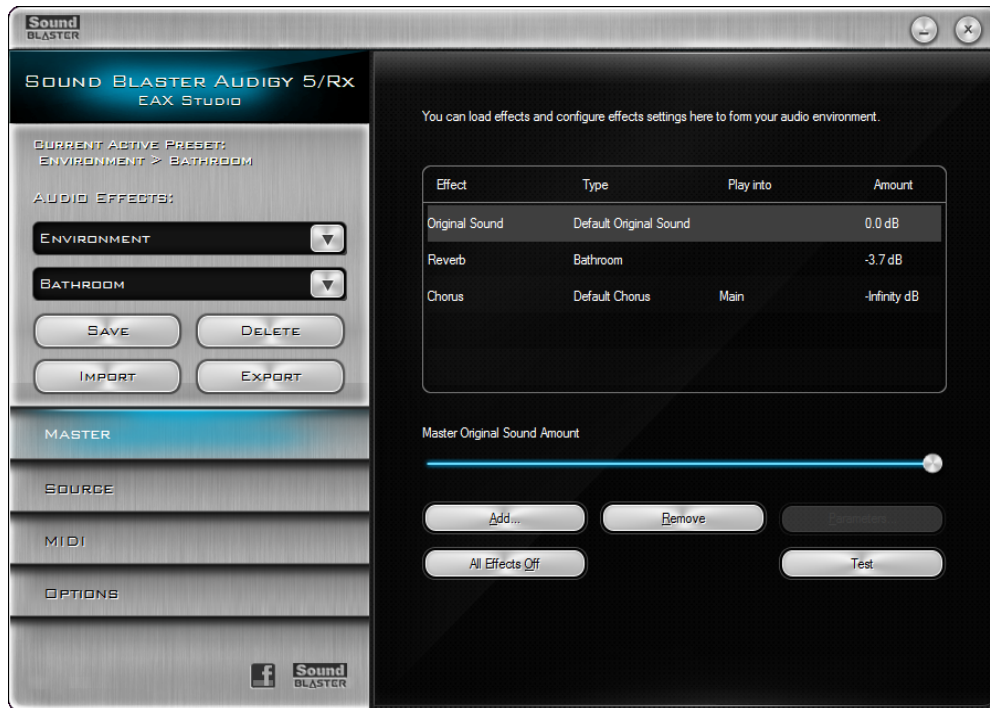 Sound
BLASTER
SOUND BLASTER AUDIGY 5/RX
EAX STUDIO
CURRENT ACTIVE PRESET:
ENVIRONMENT > BATHROOM
AUDIO EFFECTS:
ENVIRONMENT
BATHROOM
SAVE DELETE
IMPORT EXPORT
MASTER
SOURCE
MIDI
OPTIONS
f Sound
BLASTER
You can load effects and configure effects settings here to form your audio environment.
Effect Type Play into Amount
Original Sound Default Original Sound 0.0 dB
Reverb Bathroom -3.7 dB
Chorus Default Chorus Main -Infinity dB
Master Original Sound Amount
Add... Remove Parameters...
All Effects Off Test